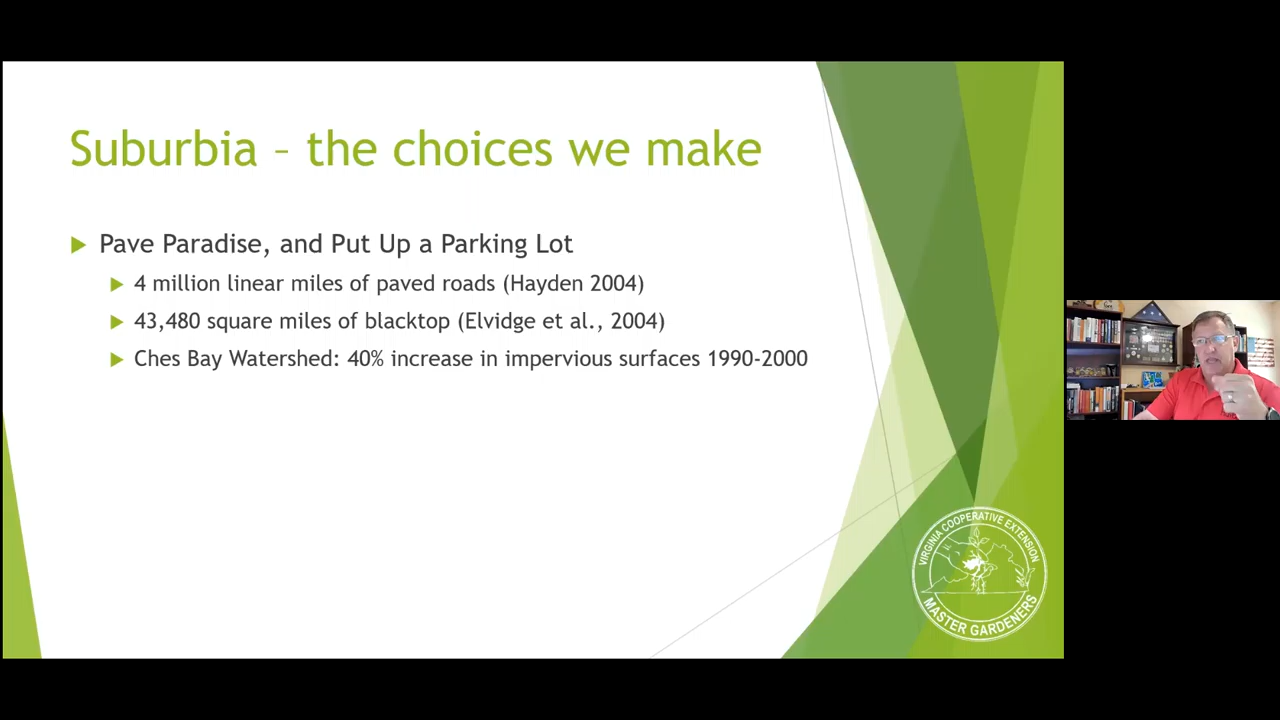 Suburbia – the choices we make
Pave Paradise, and Put Up a Parking Lot
4 million linear miles of paved roads (Hayden 2004)
43,480 square miles of blacktop (Elvidge et al., 2004)
Ches Bay Watershed: 40% increase in impervious surfaces 1990-2000
VIRGINIA COOPERATIVE EXTENSION
MASTER GARDENERS